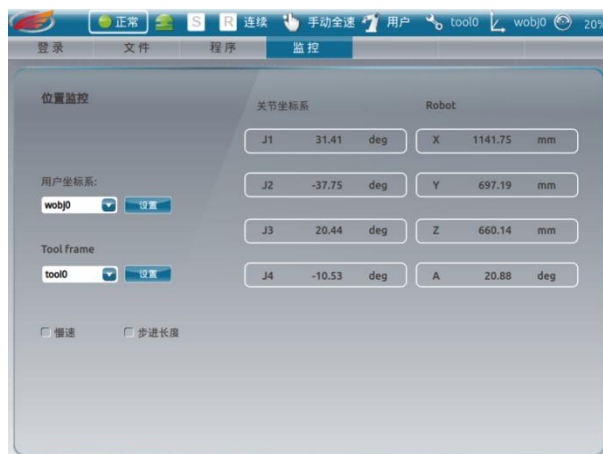 正常 S R 连续 手动全速 用户 tool0 wobj0 20%
登录 文件 程序 监控
位置监控
关节坐标系 Robot
J1 31.41 deg X 1141.75 mm
用户坐标系:
J2 -37.75 deg Y 697.19 mm
wobj0 设置
J3 20.44 deg Z 660.14 mm
Tool frame
tool0 设置
J4 -10.53 deg A 20.88 deg
慢速 步进长度